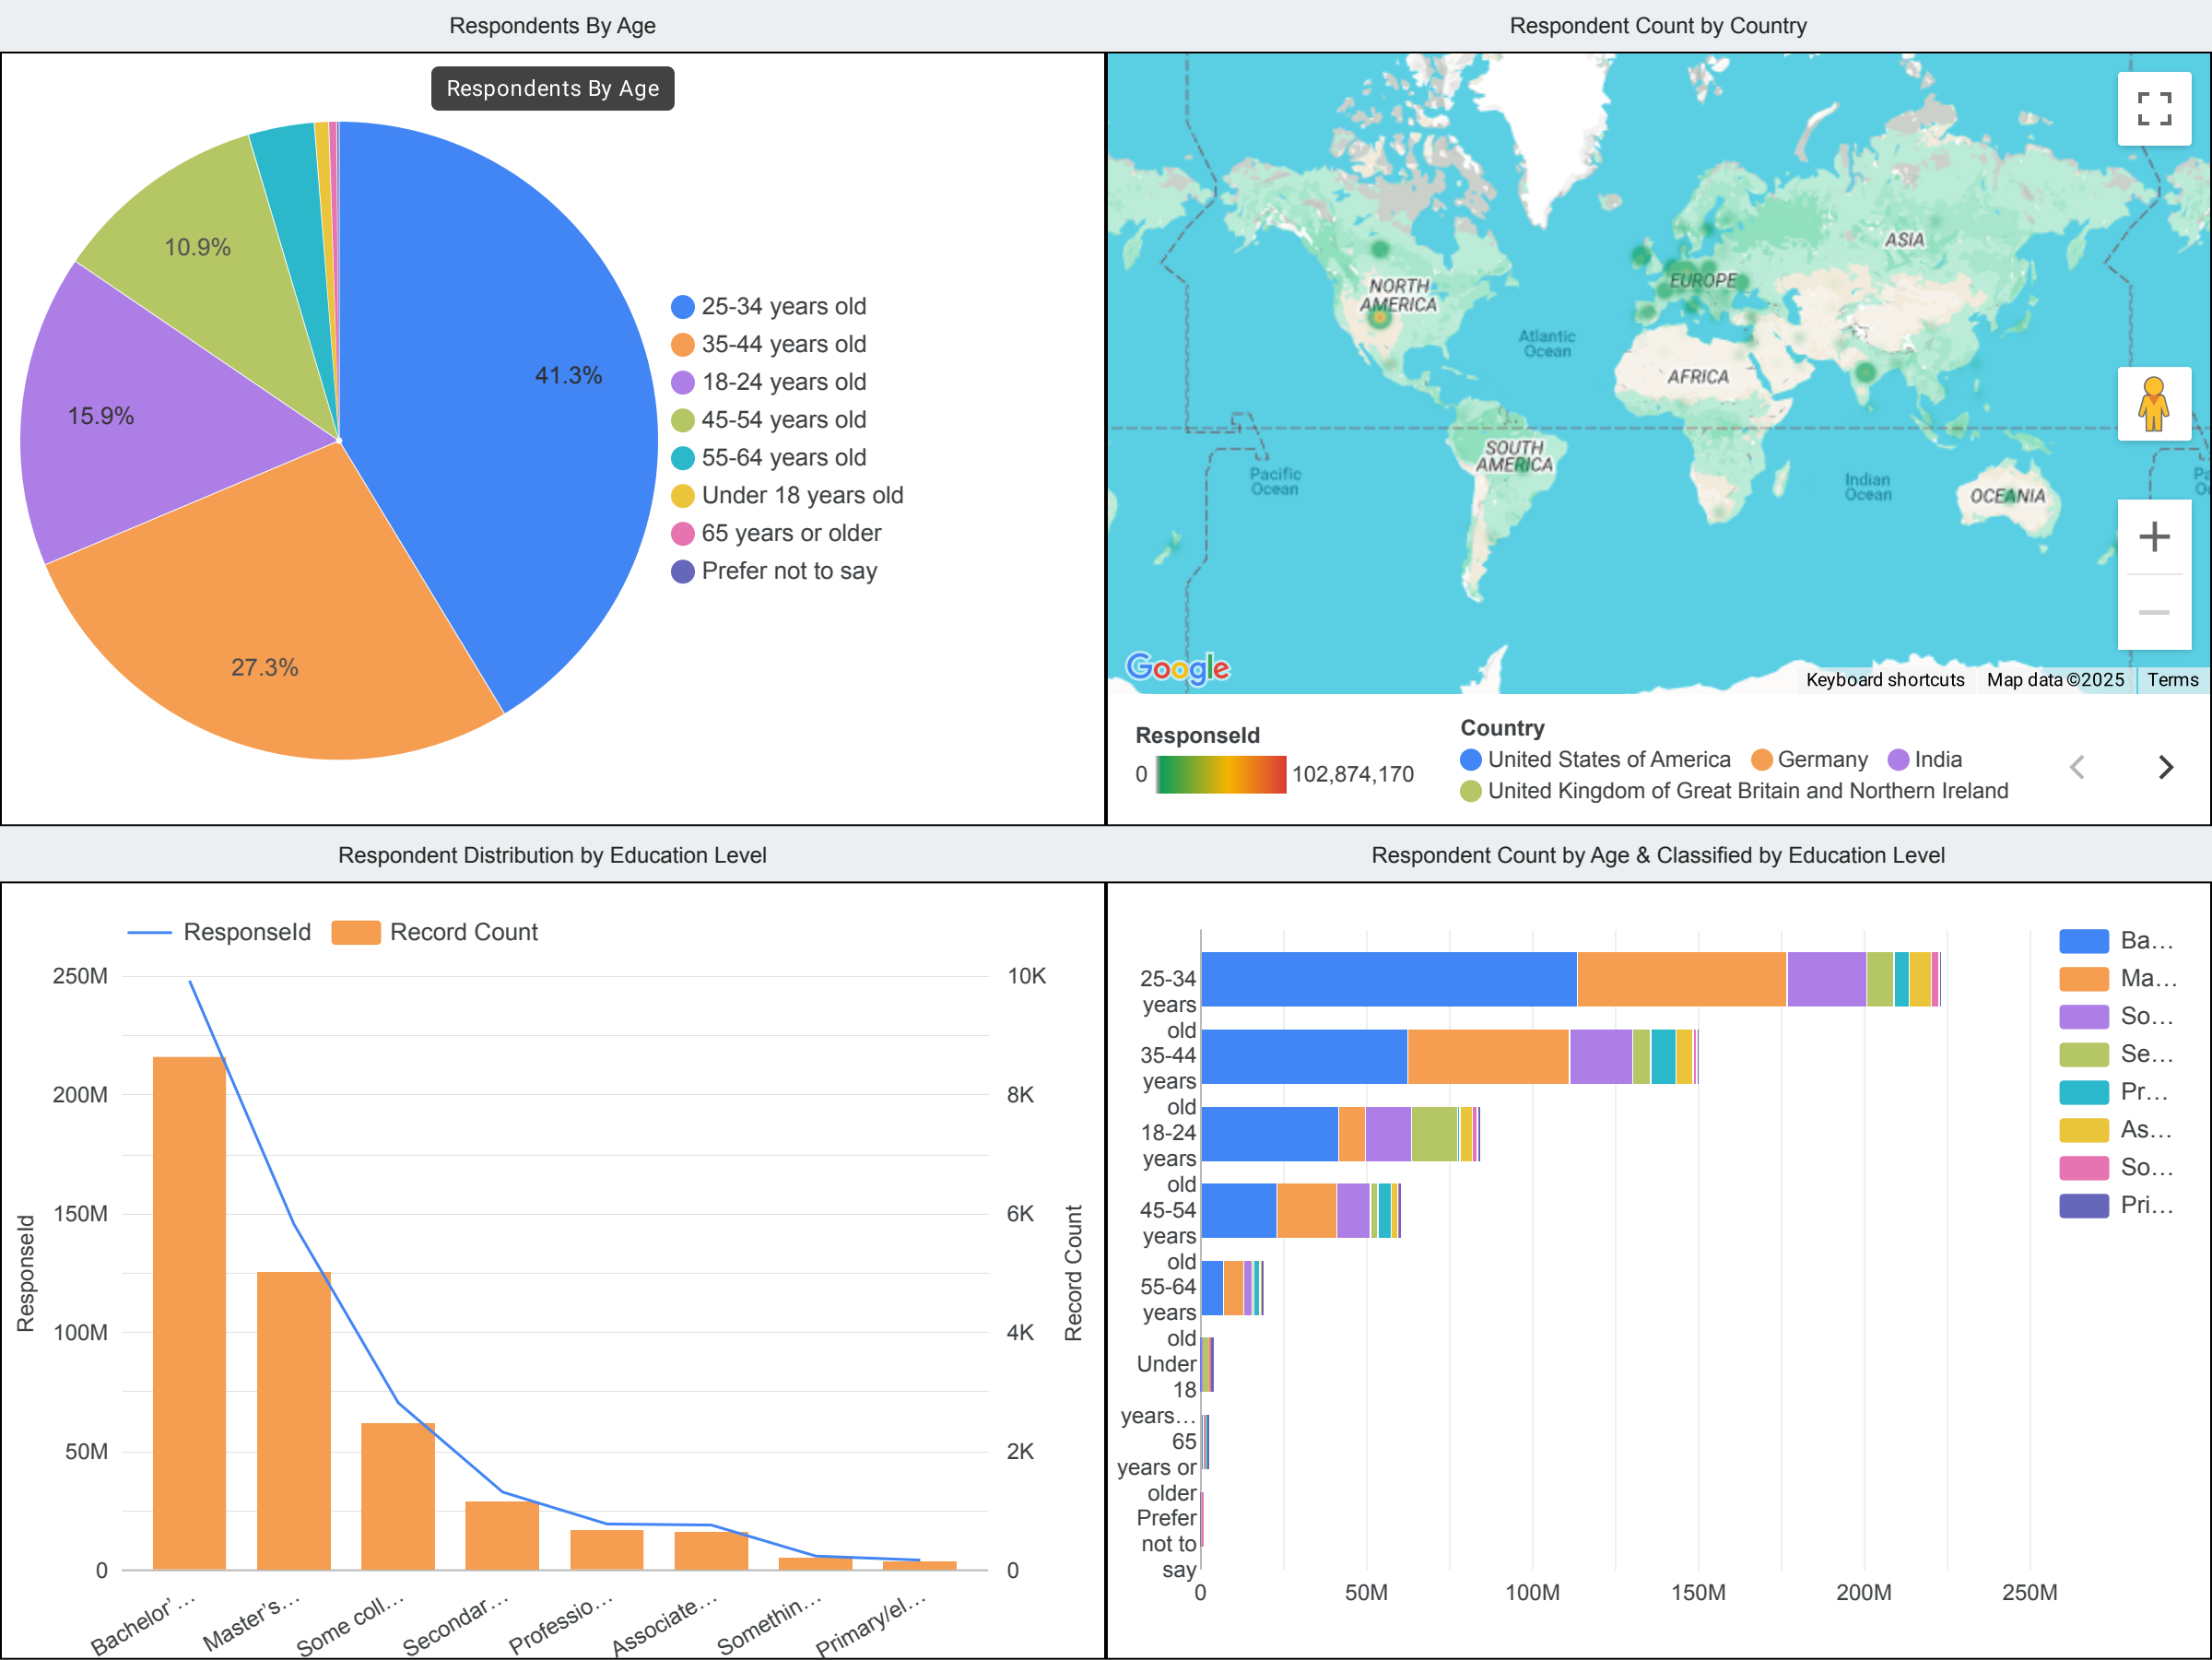 Respondents By Age
Respondents By Age
41.3%
27.3%
15.9%
10.9%
25-34 years old
35-44 years old
18-24 years old
45-54 years old
55-64 years old
Under 18 years old
65 years or older
Prefer not to say
Respondent Count by Country
NORTH
AMERICA
EUROPE
ASIA
Atlantic
Ocean
AFRICA
SOUTH
AMERICA
Pacific
Ocean
Indian
Ocean
OCEANIA
Google
Keyboard shortcuts
Map data ©2025
Terms
ResponseId
0
102,874,170
Country
United States of America
Germany
India
United Kingdom of Great Britain and Northern Ireland
Respondent Distribution by Education Level
ResponseId
Record Count
250M
200M
150M
100M
50M
0
ResponseId
10K
8K
6K
4K
2K
0
Record Count
Bachelor’ …
Master’s…
Some coll…
Secondar…
Professio…
Associate…
Somethin…
Primary/el…
Respondent Count by Age & Classified by Education Level
25-34
years
old
35-44
years
old
18-24
years
old
45-54
years
old
55-64
years
old
Under
18
years…
65
years or
older
Prefer
not to
say
0
50M
100M
150M
200M
250M
Ba…
Ma…
So…
Se…
Pr…
As…
So…
Pri…